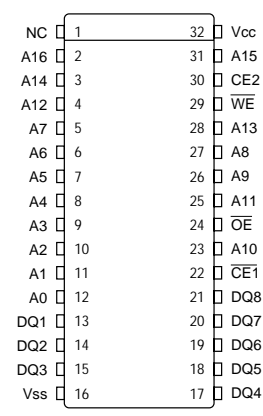 NC 1 32 Vcc
A16 2 31 A15
A14 3 30 CE2
A12 4 29 W̅E̅
A7 5 28 A13
A6 6 27 A8
A5 7 26 A9
A4 8 25 A11
A3 9 24 O̅E̅
A2 10 23 A10
A1 11 22 C̅E̅1̅
A0 12 21 DQ8
DQ1 13 20 DQ7
DQ2 14 19 DQ6
DQ3 15 18 DQ5
Vss 16 17 DQ4